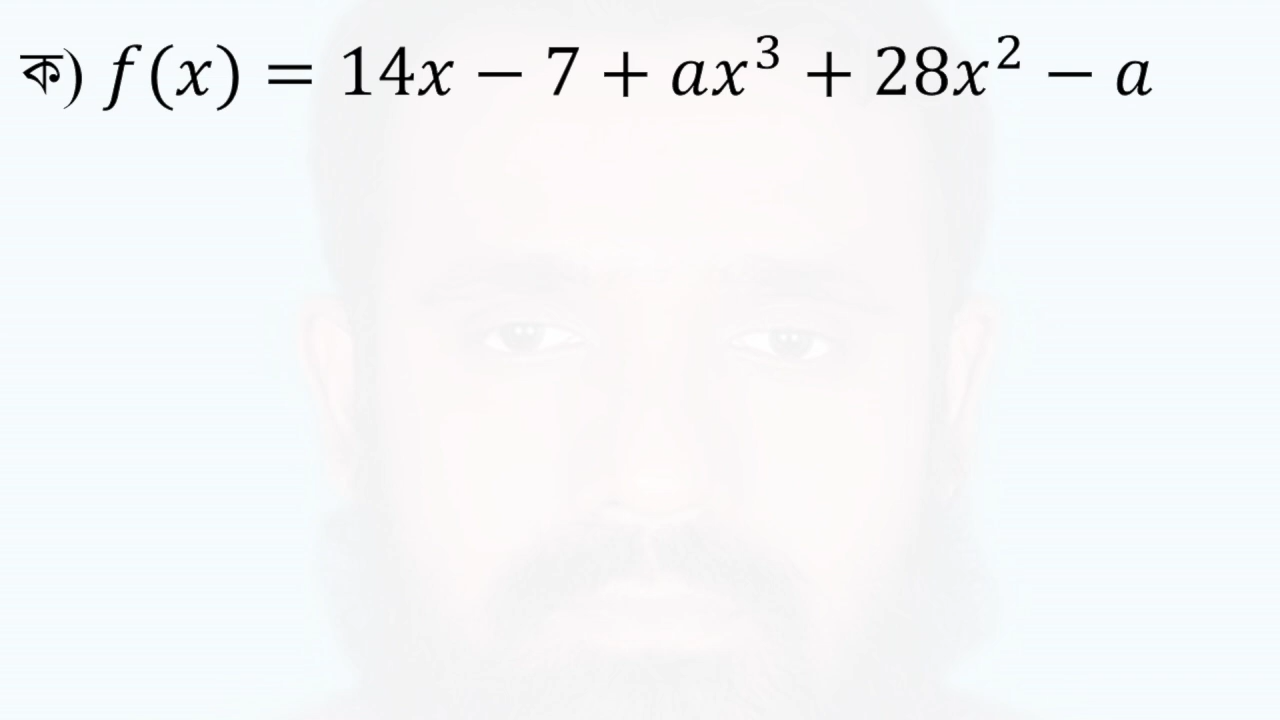 ক) f(x) = 14x − 7 + ax³ + 28x² − a